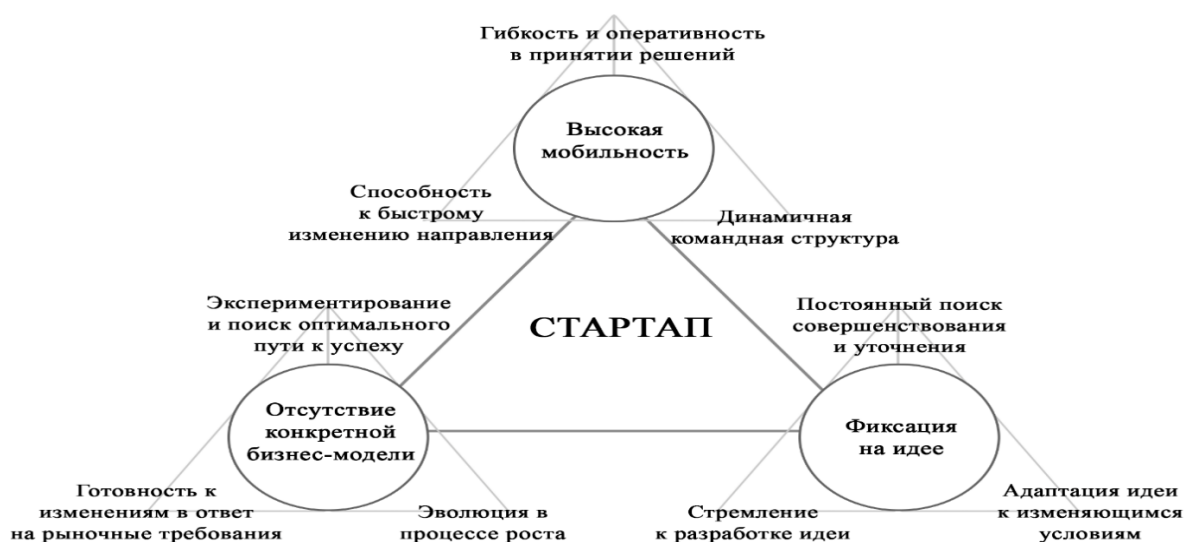 Гибкость и оперативность
в принятии решений
Высокая
мобильность
Способность
к быстрому
изменению направления
Динамичная
командная структура
СТАРТАП
Экспериментирование
и поиск оптимального
пути к успеху
Отсутствие
конкретной
бизнес-модели
Готовность к
изменениям в ответ
на рыночные требования
Эволюция в
процессе роста
Постоянный поиск
совершенствования
и уточнения
Фиксация
на идее
Стремление
к разработке идеи
Адаптация идеи
к изменяющимся
условиям